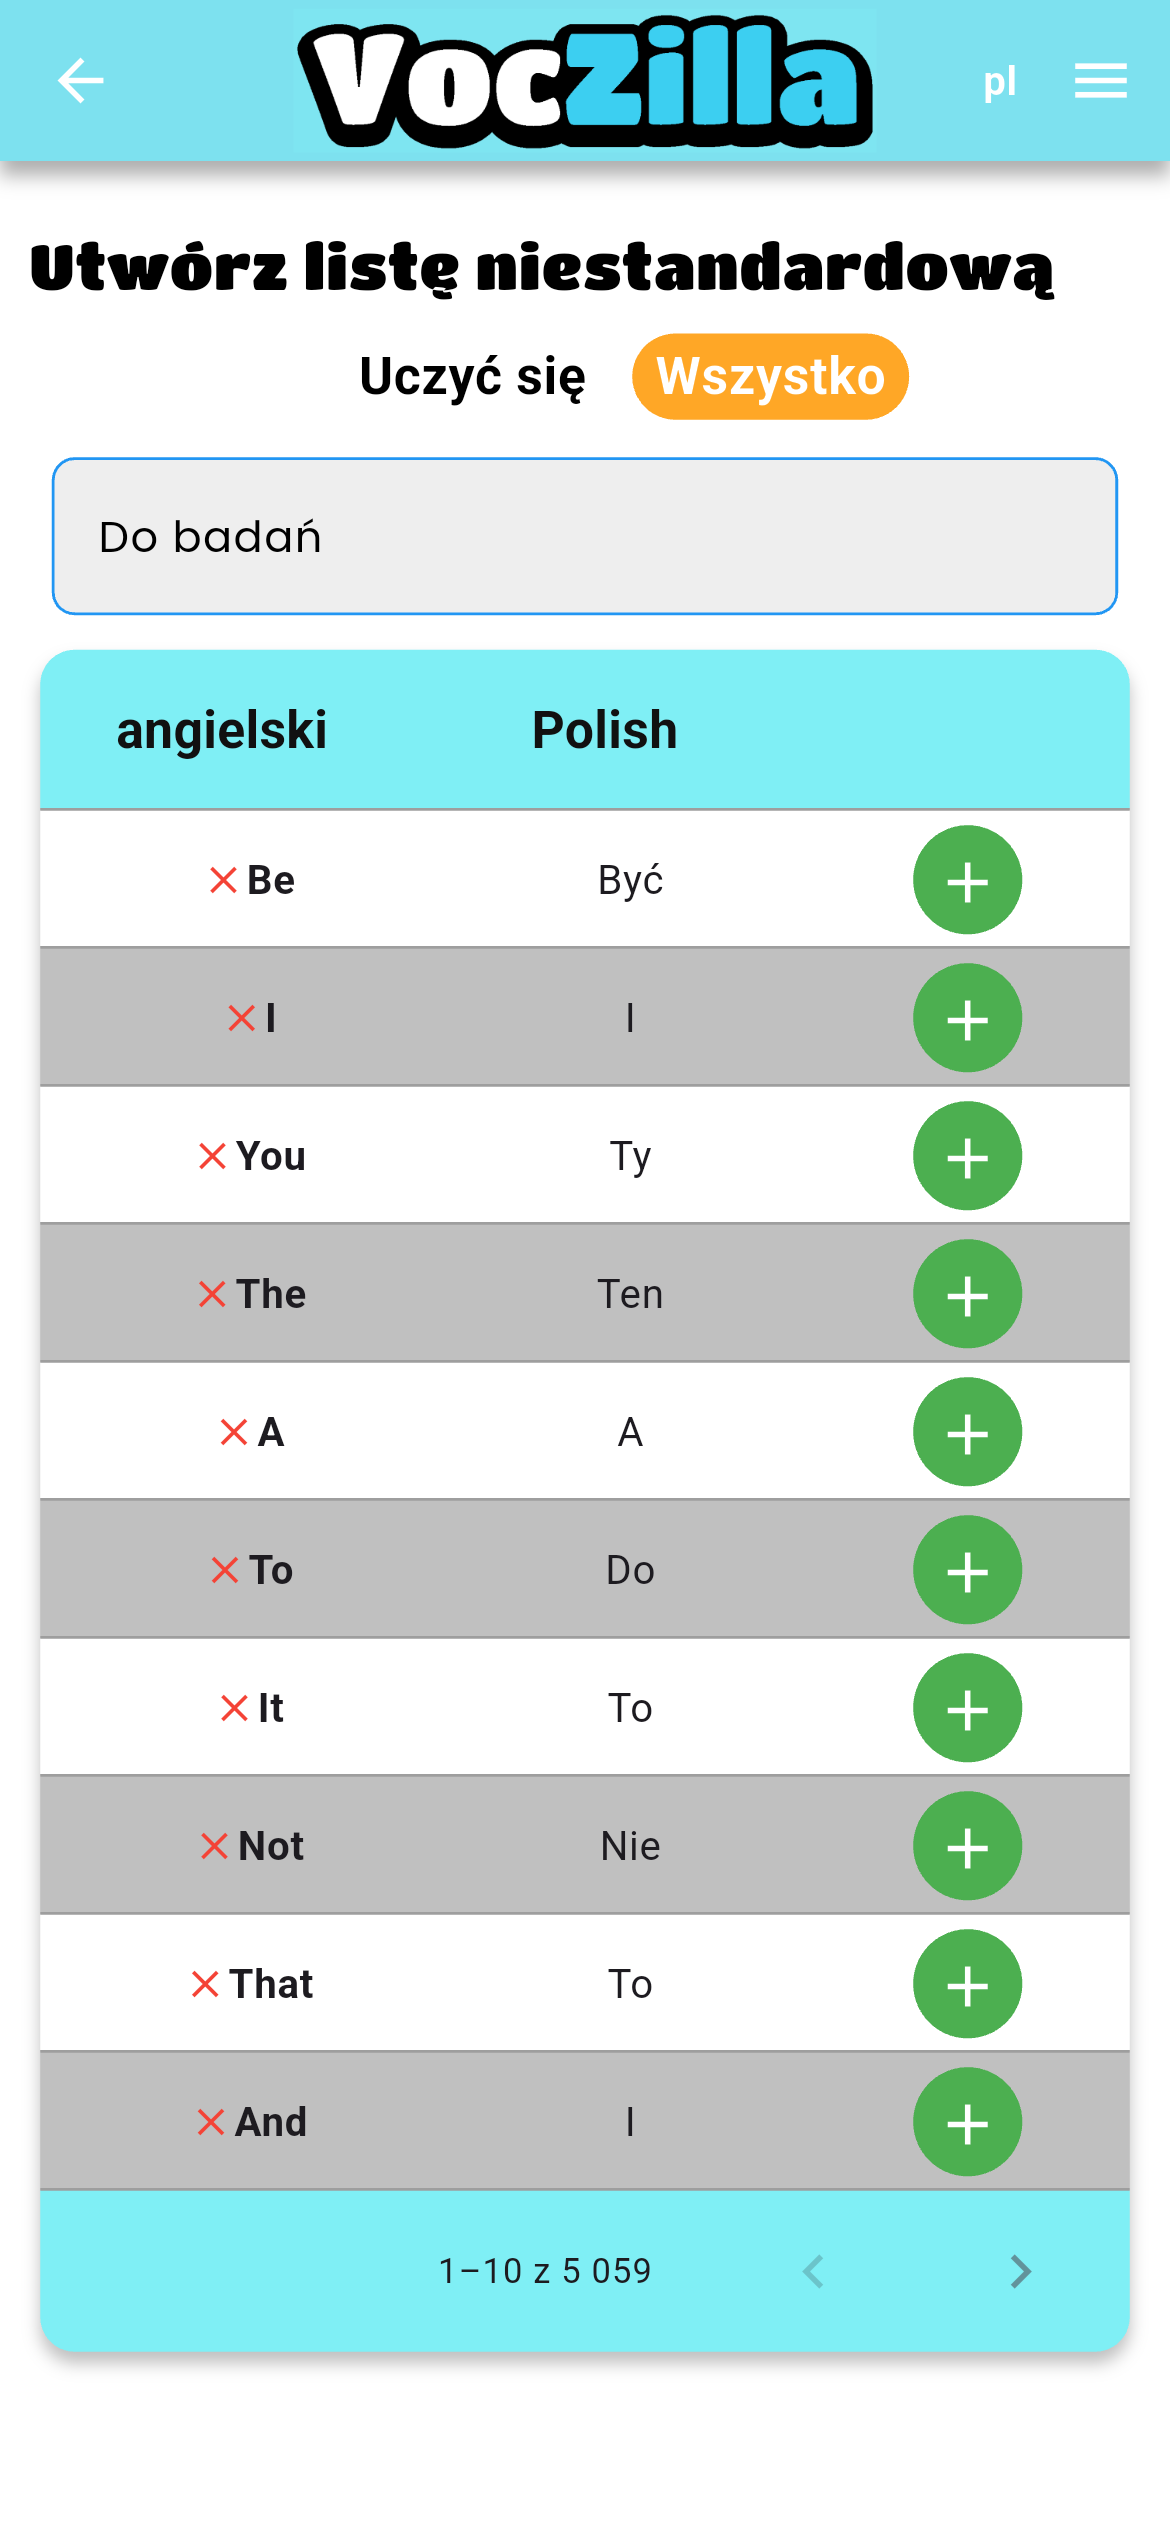 VocZilla
pl
Utwórz listę niestandardową
Uczyć się Wszystko
Do badań
angielski Polish
Be Być
I I
You Ty
The Ten
A A
To Do
It To
Not Nie
That To
And I
1–10 z 5 059